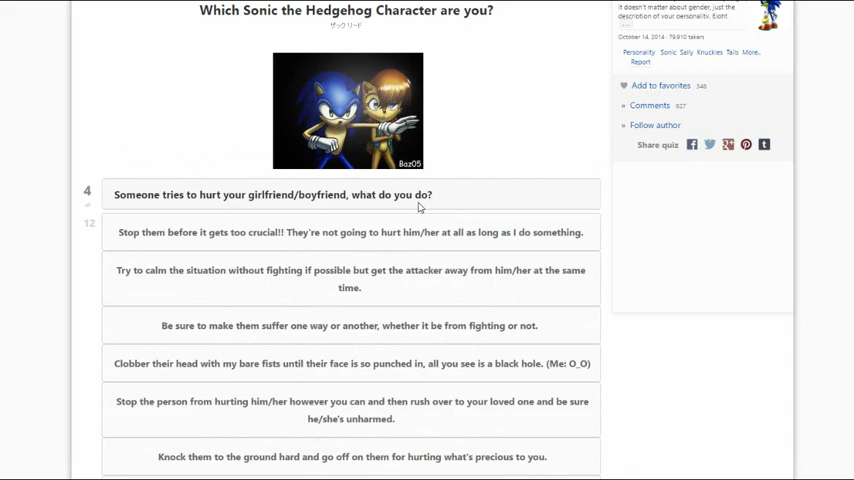 Which Sonic the Hedgehog Character are you?
ザック リード
Baz05
4
of
12
Someone tries to hurt your girlfriend/boyfriend, what do you do?
Stop them before it gets too crucial!! They're not going to hurt him/her at all as long as I do something.
Try to calm the situation without fighting if possible but get the attacker away from him/her at the same
time.
Be sure to make them suffer one way or another, whether it be from fighting or not.
Clobber their head with my bare fists until their face is so punched in, all you see is a black hole. (Me: O_O)
Stop the person from hurting him/her however you can and then rush over to your loved one and be sure
he/she's unharmed.
Knock them to the ground hard and go off on them for hurting what's precious to you.
it doesn't matter about gender, just the
description of your personality. Eight
...
October 14, 2014 · 79,910 takers
Personality Sonic Sally Knuckles Tails More..
Report
Add to favorites 348
» Comments 627
» Follow author
Share quiz